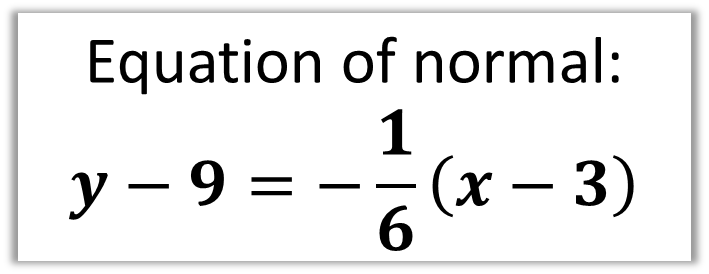 Equation of normal:
y − 9 = −1/6(x − 3)